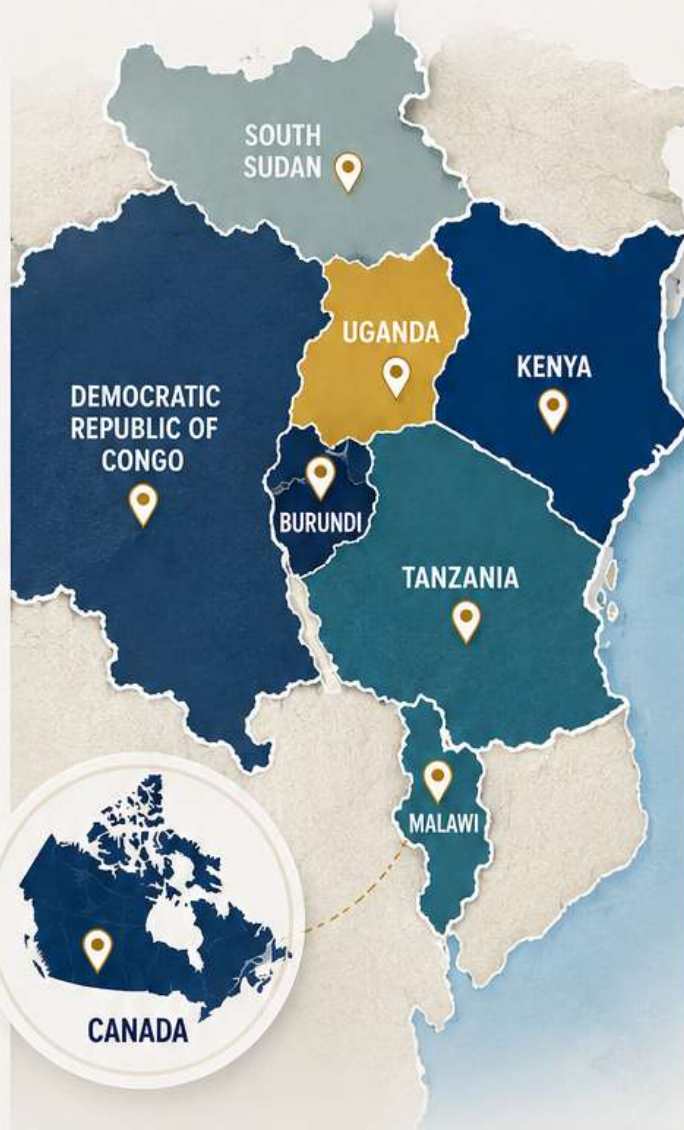 SOUTH
SUDAN
UGANDA
KENYA
DEMOCRATIC
REPUBLIC OF
CONGO
BURUNDI
TANZANIA
MALAWI
CANADA